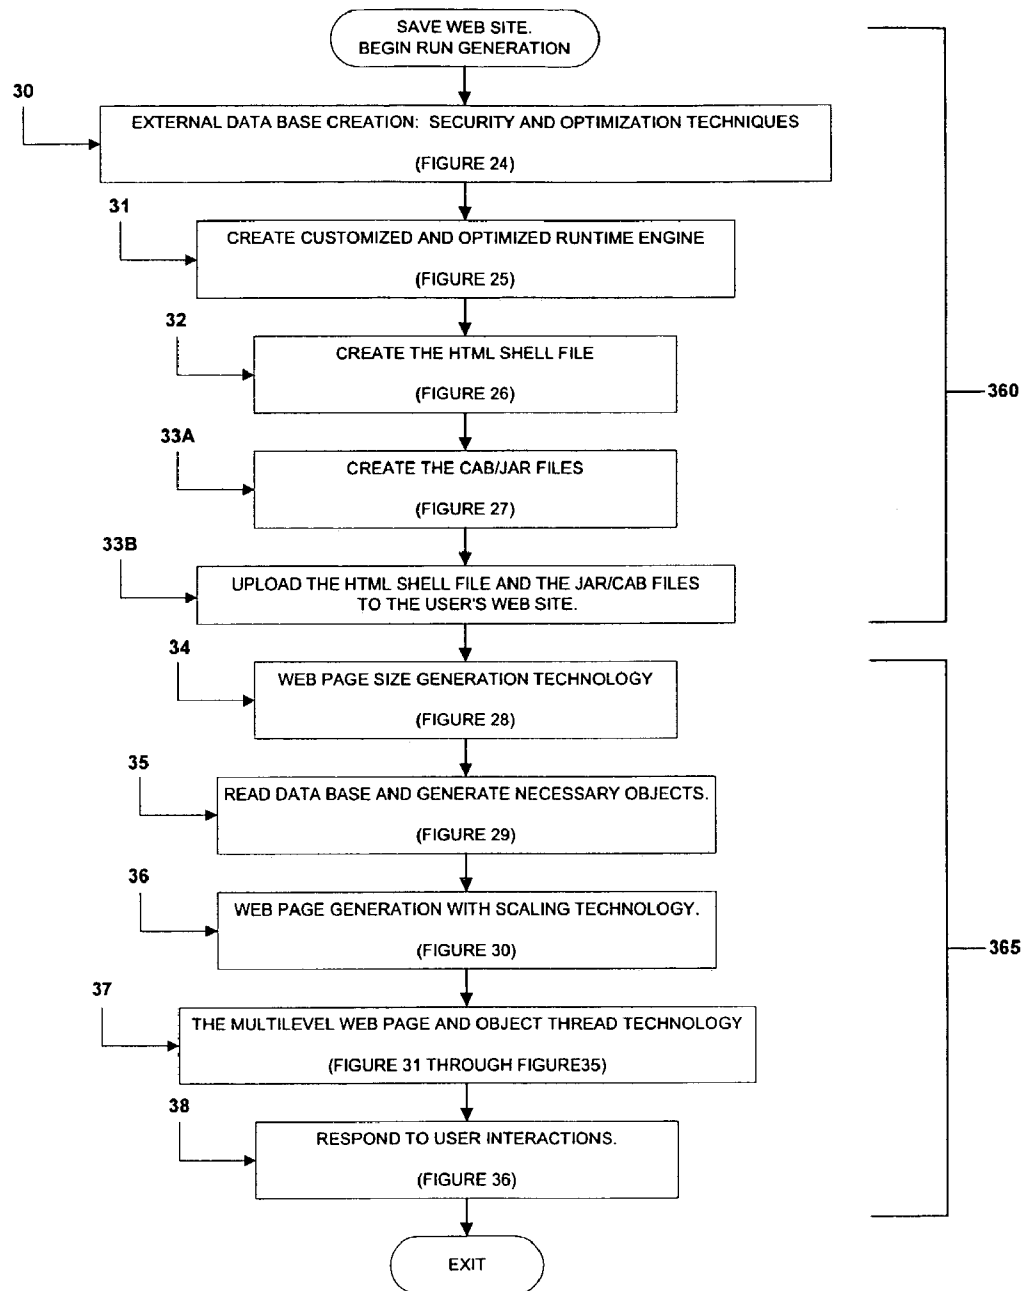 SAVE WEB SITE.
BEGIN RUN GENERATION
30
EXTERNAL DATA BASE CREATION: SECURITY AND OPTIMIZATION TECHNIQUES
(FIGURE 24)
31
CREATE CUSTOMIZED AND OPTIMIZED RUNTIME ENGINE
(FIGURE 25)
32
CREATE THE HTML SHELL FILE
(FIGURE 26)
360
33A
CREATE THE CAB/JAR FILES
(FIGURE 27)
33B
UPLOAD THE HTML SHELL FILE AND THE JAR/CAB FILES
TO THE USER'S WEB SITE.
34
WEB PAGE SIZE GENERATION TECHNOLOGY
(FIGURE 28)
35
READ DATA BASE AND GENERATE NECESSARY OBJECTS.
(FIGURE 29)
36
WEB PAGE GENERATION WITH SCALING TECHNOLOGY.
(FIGURE 30)
365
37
THE MULTILEVEL WEB PAGE AND OBJECT THREAD TECHNOLOGY
(FIGURE 31 THROUGH FIGURE35)
38
RESPOND TO USER INTERACTIONS.
(FIGURE 36)
EXIT